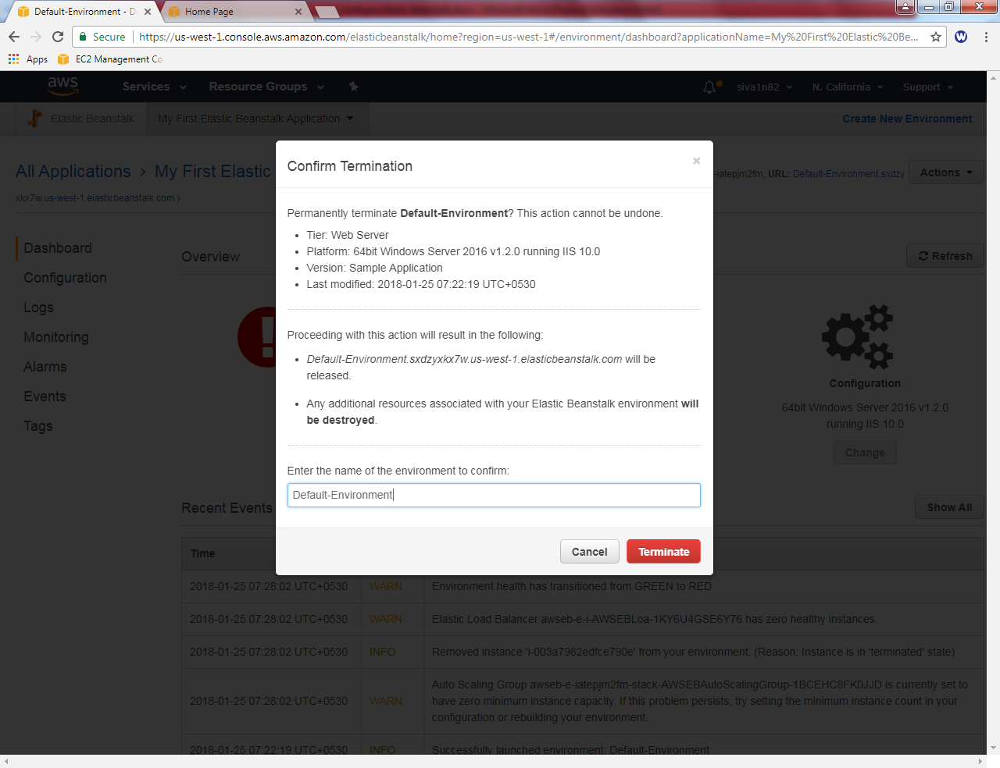 Default-Environment - D
Home Page
Secure
https://us-west-1.console.aws.amazon.com/elasticbeanstalk/home?region=us-west-1#/environment/dashboard?applicationName=My%20First%20Elastic%20Be...
Apps
EC2 Management Co
aws
Services
Resource Groups
siva1n82
N. California
Support
Elastic Beanstalk
My First Elastic Beanstalk Application
Create New Environment
All Applications > My First Elastic
-iatepjm2fm, URL: Default-Environment.sxdzy
Actions
xkx7w.us-west-1.elasticbeanstalk.com )
Dashboard
Configuration
Logs
Monitoring
Alarms
Events
Tags
Overview
Refresh
Configuration
64bit Windows Server 2016 v1.2.0
running IIS 10.0
Change
Confirm Termination
×
Permanently terminate Default-Environment? This action cannot be undone.
• Tier: Web Server
• Platform: 64bit Windows Server 2016 v1.2.0 running IIS 10.0
• Version: Sample Application
• Last modified: 2018-01-25 07:22:19 UTC+0530
Proceeding with this action will result in the following:
• Default-Environment.sxdzyxkx7w.us-west-1.elasticbeanstalk.com will be
released.
• Any additional resources associated with your Elastic Beanstalk environment will
be destroyed.
Enter the name of the environment to confirm:
Default-Environment
Cancel
Terminate
Recent Events
Show All
Time
2018-01-25 07:28:02 UTC+0530 WARN Environment health has transitioned from GREEN to RED
2018-01-25 07:28:02 UTC+0530 WARN Elastic Load Balancer awseb-e-i-AWSEBLoa-1KY6U4GSE6Y76 has zero healthy instances.
2018-01-25 07:28:02 UTC+0530 INFO Removed instance 'i-003a7982edfce790e' from your environment. (Reason: Instance is in 'terminated' state)
2018-01-25 07:28:02 UTC+0530 WARN Auto Scaling Group awseb-e-iatepjm2fm-stack-AWSEBAutoScalingGroup-1BCEHC8FK0JJD is currently set to
have zero minimum instance capacity. If this problem persists, try setting the minimum instance count in your
configuration or rebuilding your environment.
2018-01-25 07:22:19 UTC+0530 INFO Successfully launched environment: Default-Environment